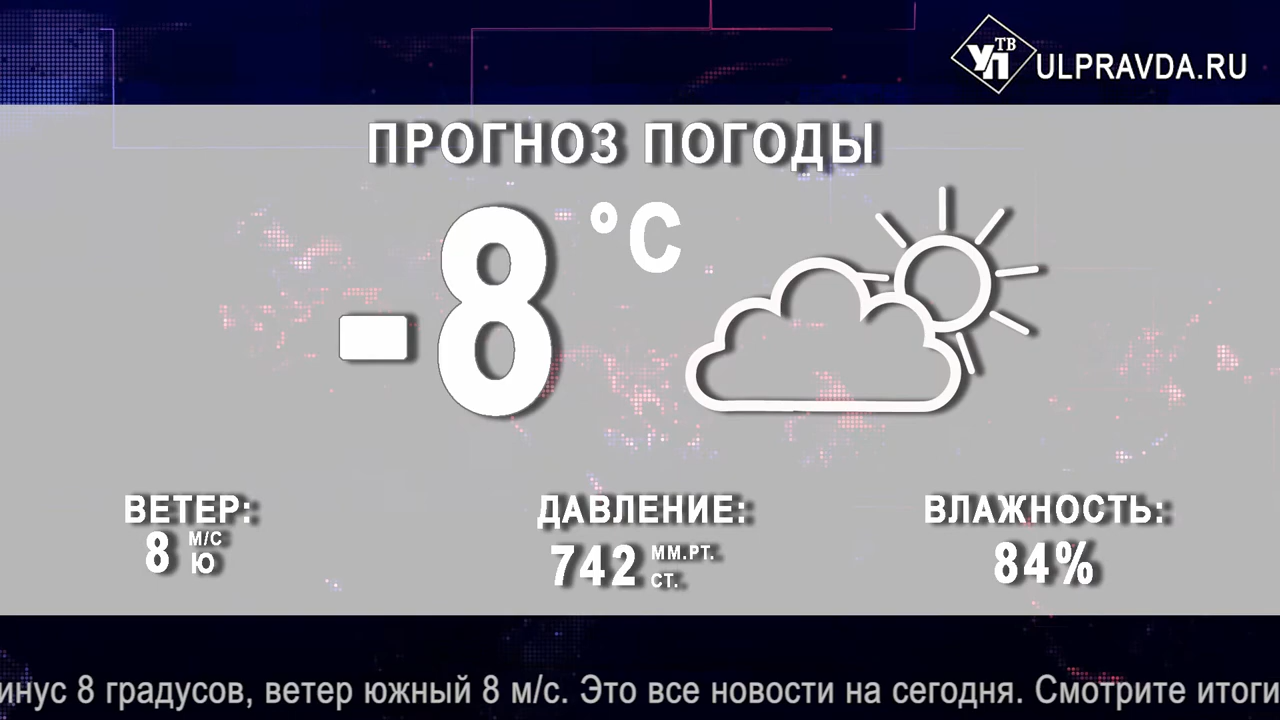 УП ТВ
ULPRAVDA.RU
ПРОГНОЗ ПОГОДЫ
-8 °C
ВЕТЕР:
8 М/С Ю
ДАВЛЕНИЕ:
742 ММ.РТ. СТ.
ВЛАЖНОСТЬ:
84%
инус 8 градусов, ветер южный 8 м/с. Это все новости на сегодня. Смотрите итоги